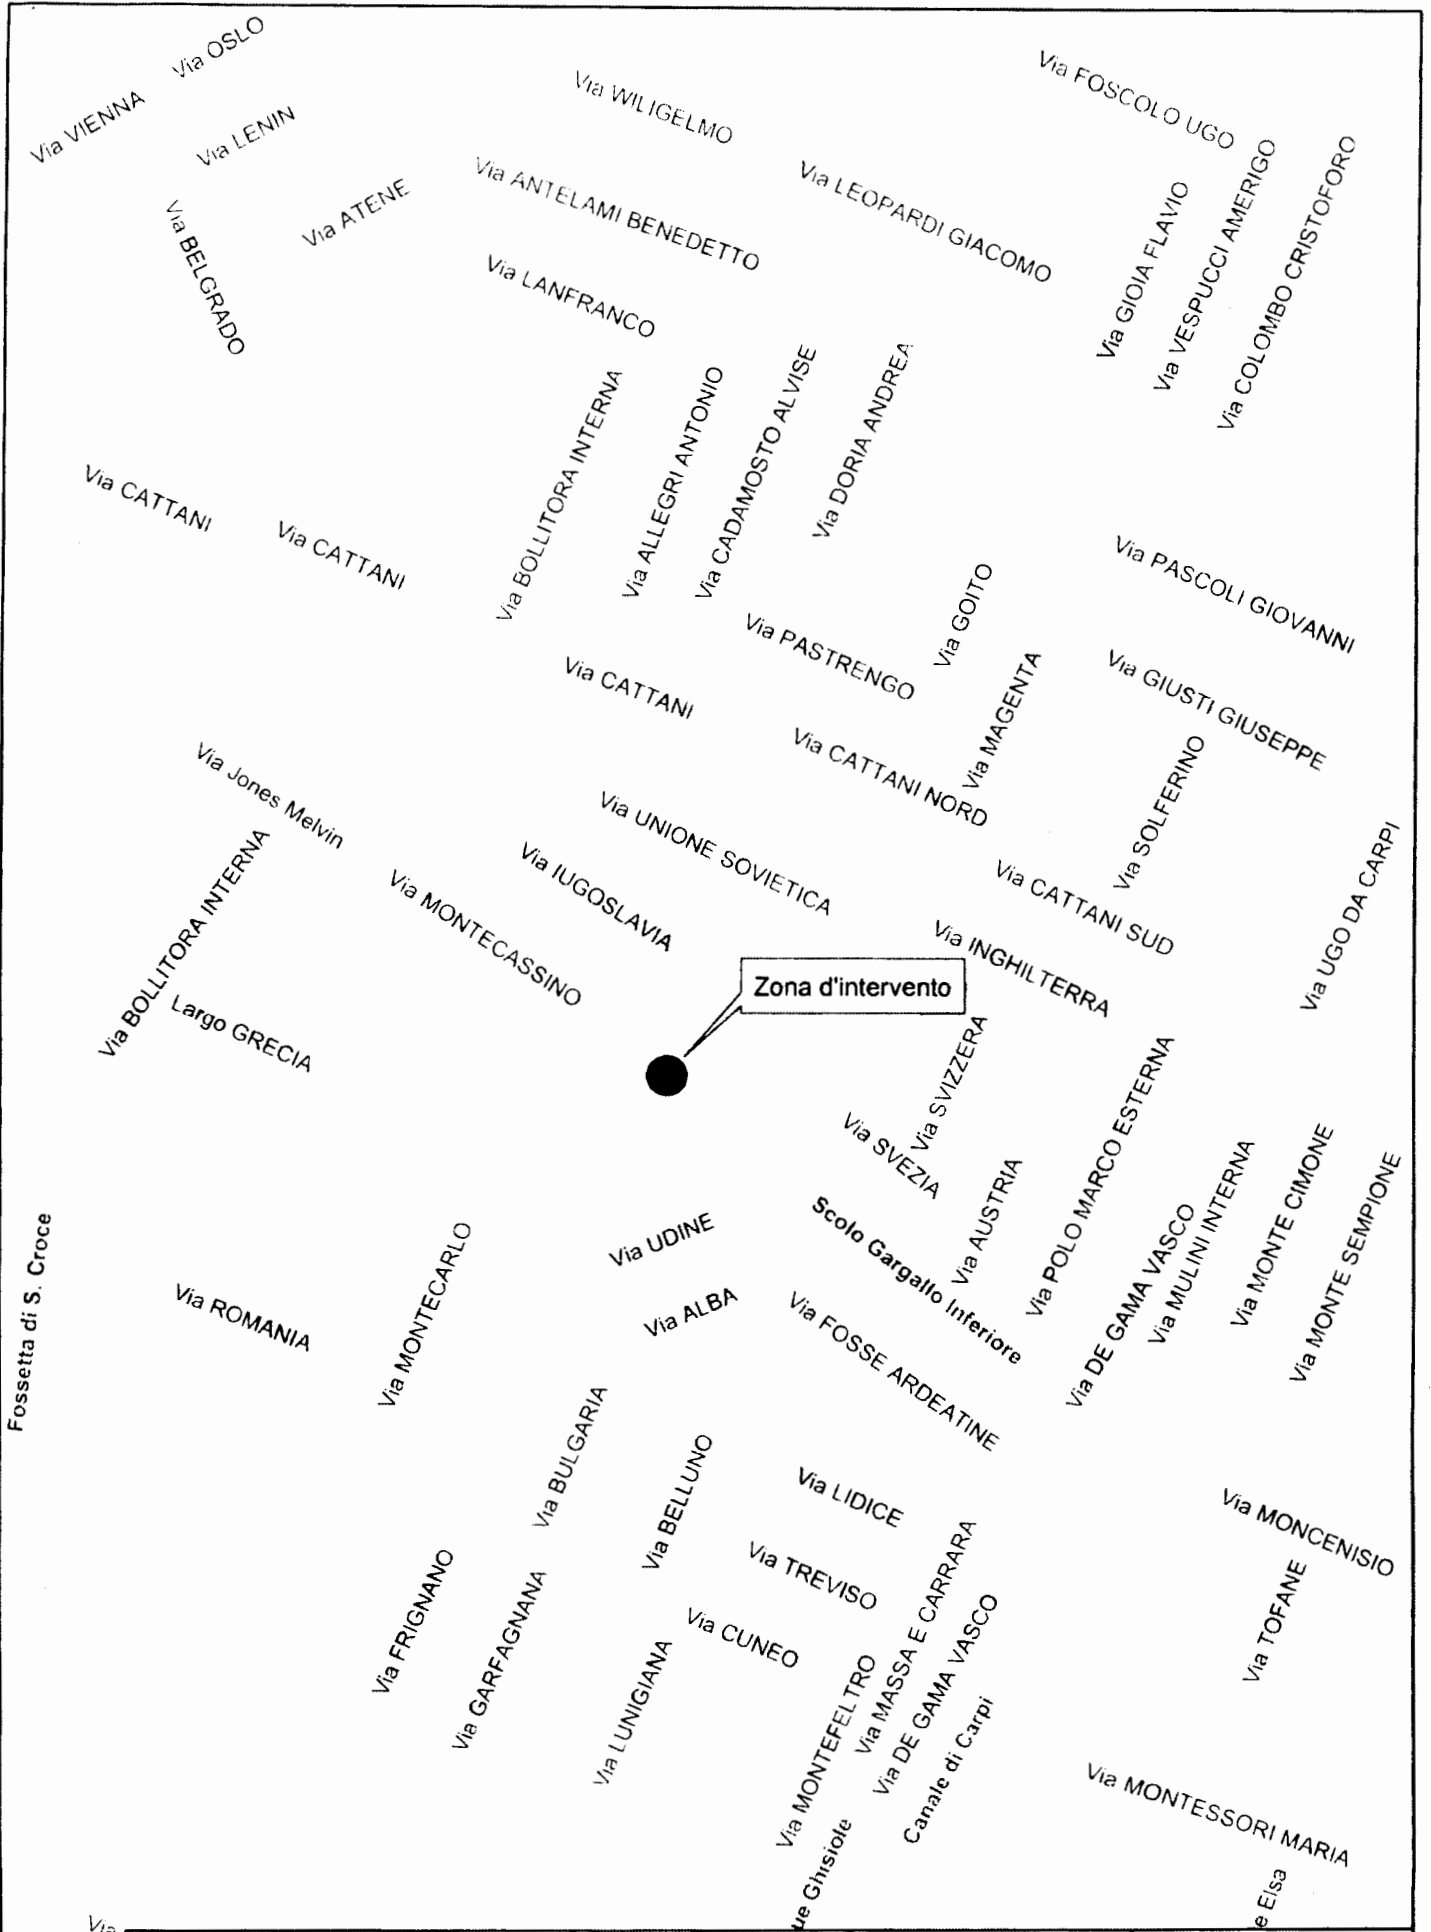 Via OSLO
Via VIENNA
Via LENIN
Via WILIGELMO
Via FOSCOLO UGO
Via BELGRADO
Via ATENE
Via ANTELAMI BENEDETTO
Via LEOPARDI GIACOMO
Via GIOIA FLAVIO
Via VESPUCCI AMERIGO
Via COLOMBO CRISTOFORO
Via LANFRANCO
Via BOLLITORA INTERNA
Via ALLEGRI ANTONIO
Via CADAMOSTO ALVISE
Via DORIA ANDREA
Via CATTANI
Via CATTANI
Via PASCOLI GIOVANNI
Via GOITO
Via PASTRENGO
Via CATTANI
Via MAGENTA
Via GIUSTI GIUSEPPE
Via CATTANI NORD
Via SOLFERINO
Via Jones Melvin
Via UNIONE SOVIETICA
Via IUGOSLAVIA
Via BOLLITORA INTERNA
Via MONTECASSINO
Via CATTANI SUD
Via UGO DA CARPI
Via INGHILTERRA
Zona d'intervento
Largo GRECIA
Via SVIZZERA
Via SVEZIA
Via AUSTRIA
Via POLO MARCO ESTERNA
Via DE GAMA VASCO
Via MULINI INTERNA
Via MONTE CIMONE
Via MONTE SEMPIONE
Fossetta di S. Croce
Via ROMANIA
Via MONTECARLO
Via UDINE
Scolo Gargallo Inferiore
Via ALBA
Via FOSSE ARDEATINE
Via BULGARIA
Via BELLUNO
Via LIDICE
Via MONCENISIO
Via TREVISO
Via TOFANE
Via FRIGNANO
Via GARFAGNANA
Via LUNIGIANA
Via CUNEO
Via MONTEFELTRO
Via MASSA E CARRARA
Via DE GAMA VASCO
Canale di Carpi
Via MONTESSORI MARIA
ue Ghisiole
e Elsa
Via